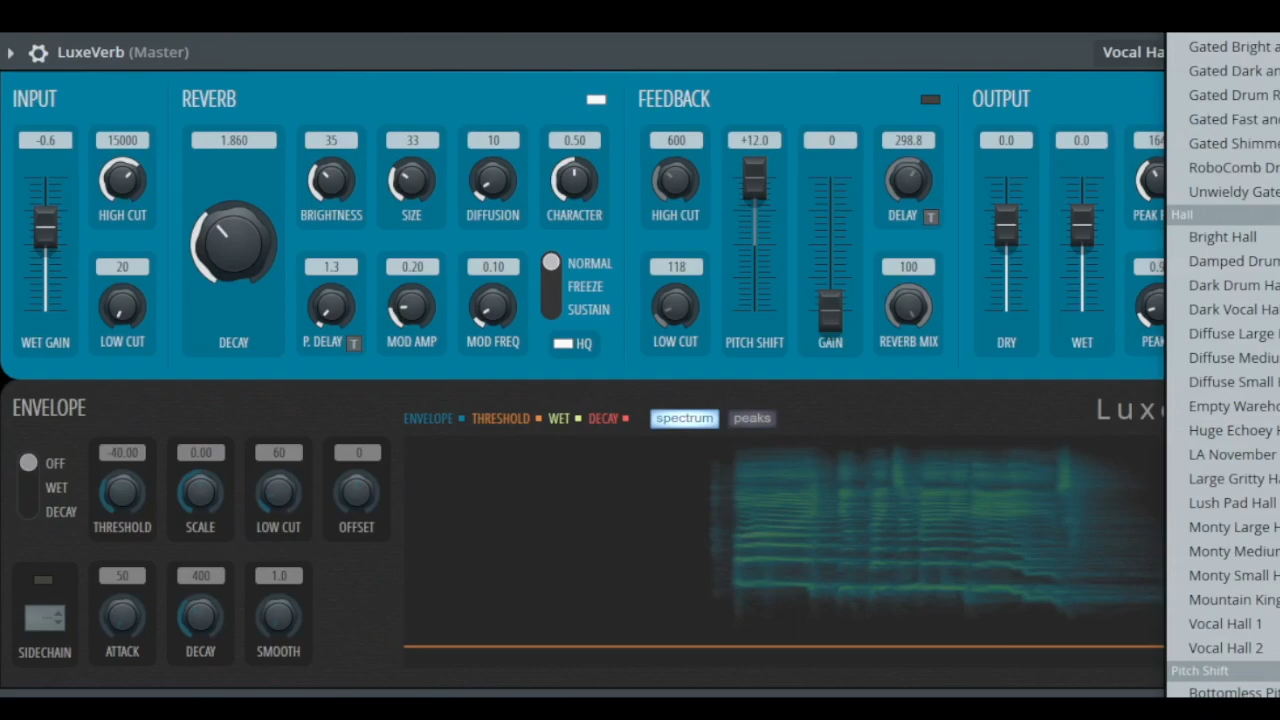 LuxeVerb (Master)
Vocal Ha
INPUT
REVERB
FEEDBACK
OUTPUT
-0.6
15000
1.860
35
33
10
0.50
600
+12.0
0
298.8
0.0
0.0
HIGH CUT
BRIGHTNESS
SIZE
DIFFUSION
CHARACTER
HIGH CUT
DELAY
T
PEAK
20
1.3
0.20
0.10
NORMAL
FREEZE
SUSTAIN
118
100
WET GAIN
LOW CUT
DECAY
P. DELAY
T
MOD AMP
MOD FREQ
HQ
LOW CUT
PITCH SHIFT
GAIN
REVERB MIX
DRY
WET
PEAK
ENVELOPE
ENVELOPE
THRESHOLD
WET
DECAY
spectrum
peaks
Lux
OFF
WET
DECAY
-40.00
0.00
60
0
THRESHOLD
SCALE
LOW CUT
OFFSET
50
400
1.0
SIDECHAIN
ATTACK
DECAY
SMOOTH
Gated Bright a
Gated Dark an
Gated Drum R
Gated Fast and
Gated Shimme
RoboComb Dr
Unwieldy Gate
Hall
Bright Hall
Damped Drum
Dark Drum Ha
Dark Vocal Ha
Diffuse Large
Diffuse Mediu
Diffuse Small H
Empty Wareho
Huge Echoey H
LA November
Large Gritty Ha
Lush Pad Hall
Monty Large H
Monty Medium
Monty Small H
Mountain King
Vocal Hall 1
Vocal Hall 2
Pitch Shift
Bottomless Pit